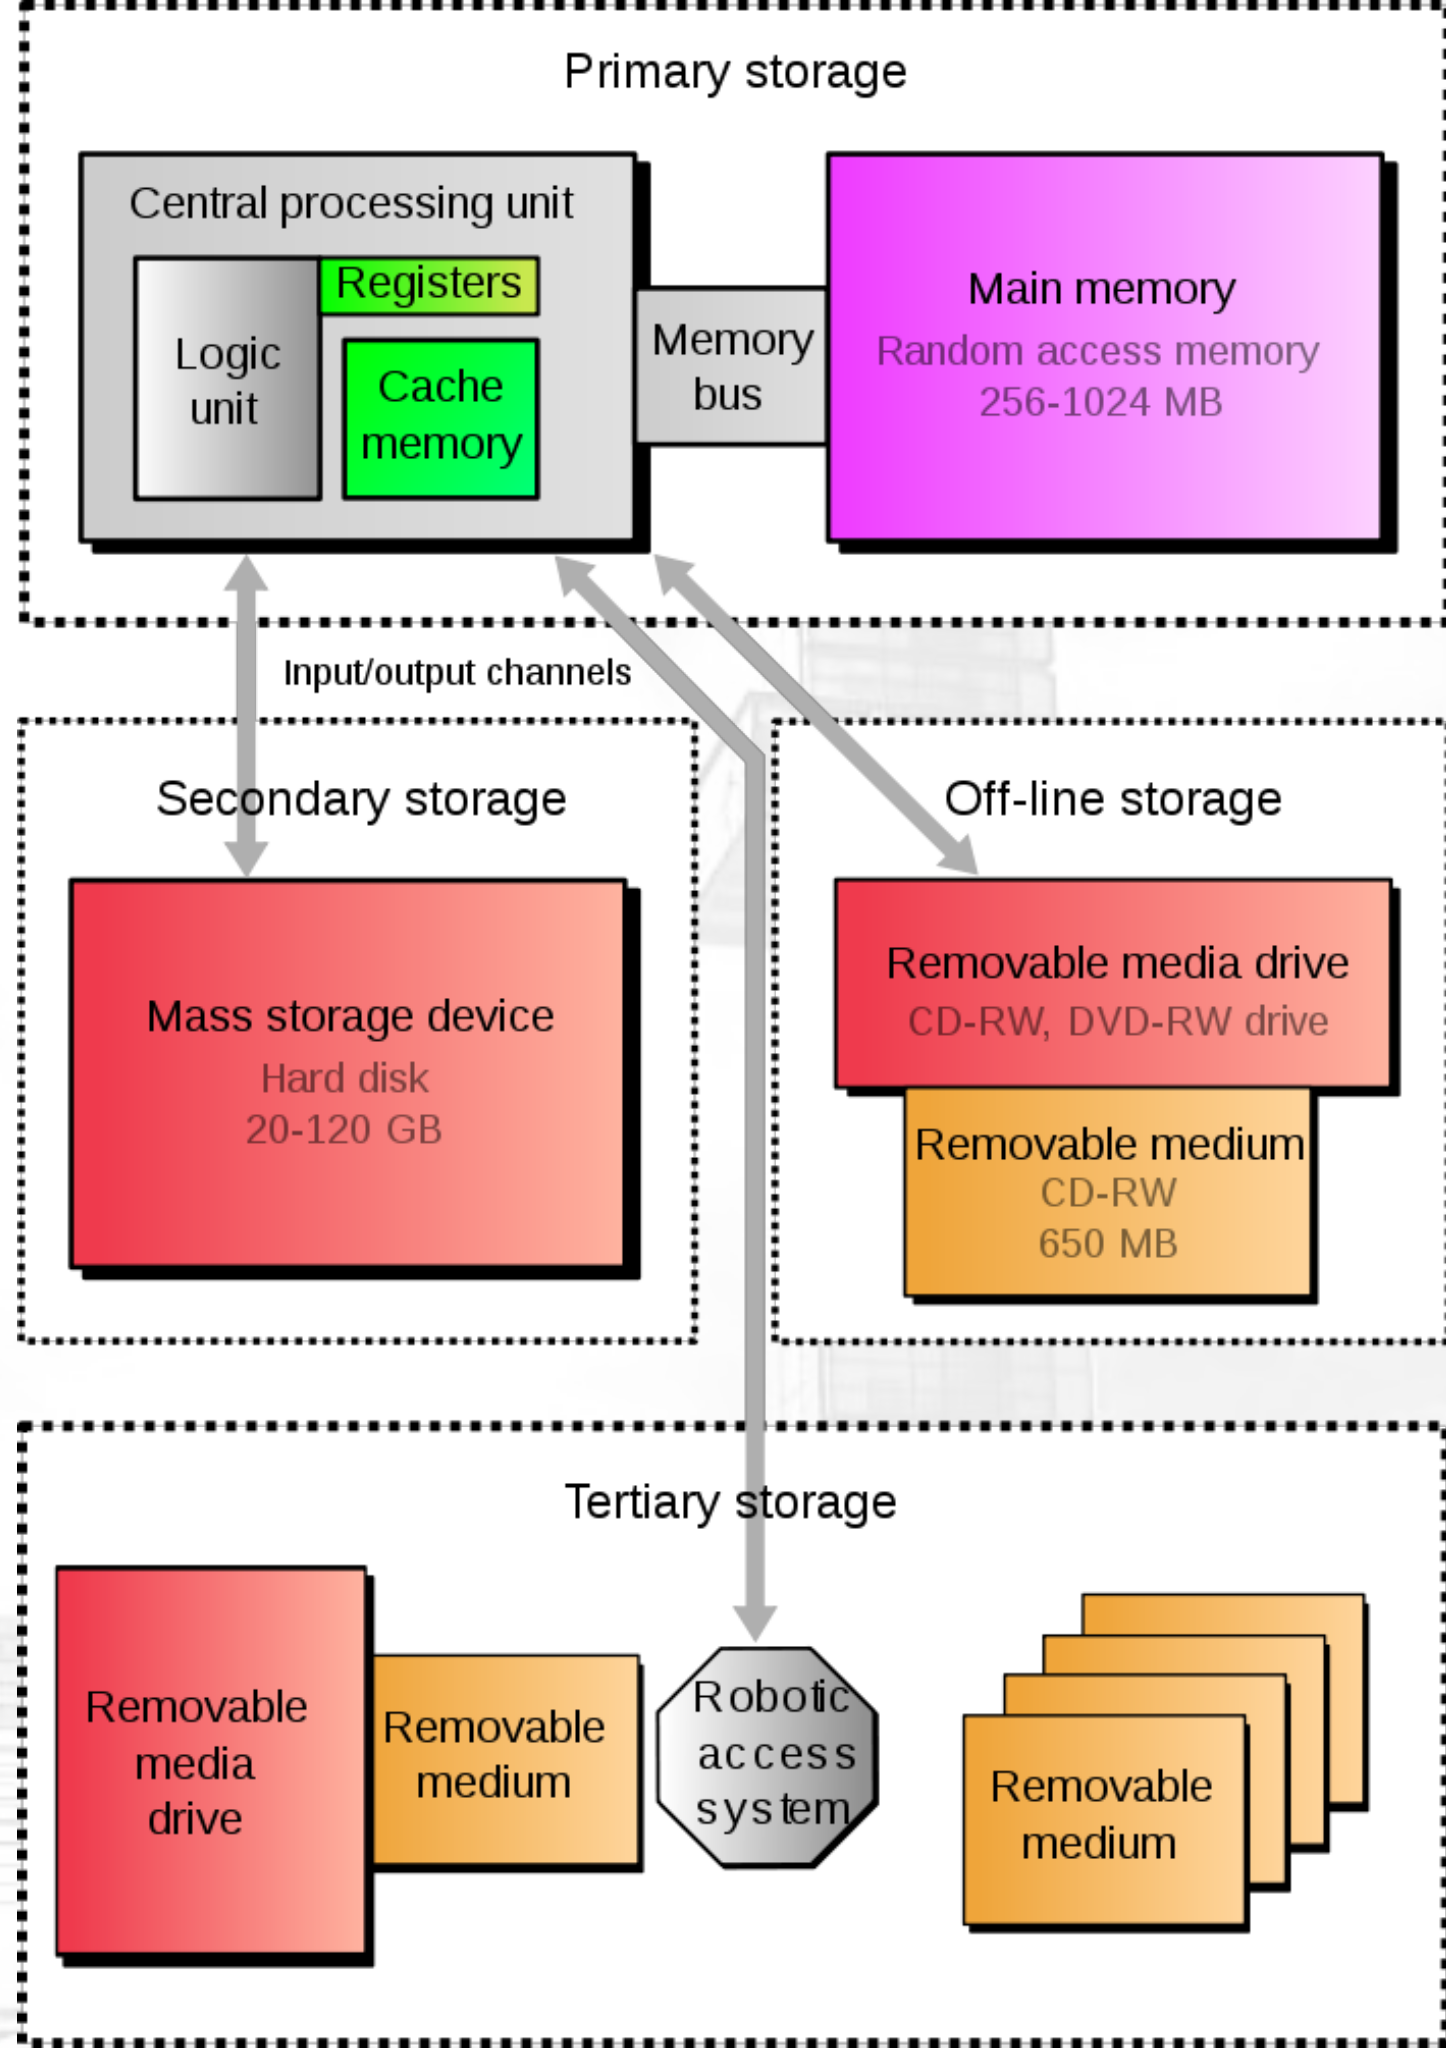 Primary storage
Central processing unit
Registers
Logic
unit
Cache
memory
Memory
bus
Main memory
Random access memory
256-1024 MB
Input/output channels
Secondary storage
Mass storage device
Hard disk
20-120 GB
Off-line storage
Removable media drive
CD-RW, DVD-RW drive
Removable medium
CD-RW
650 MB
Tertiary storage
Removable
media
drive
Removable
medium
Robotic
access
system
Removable
medium